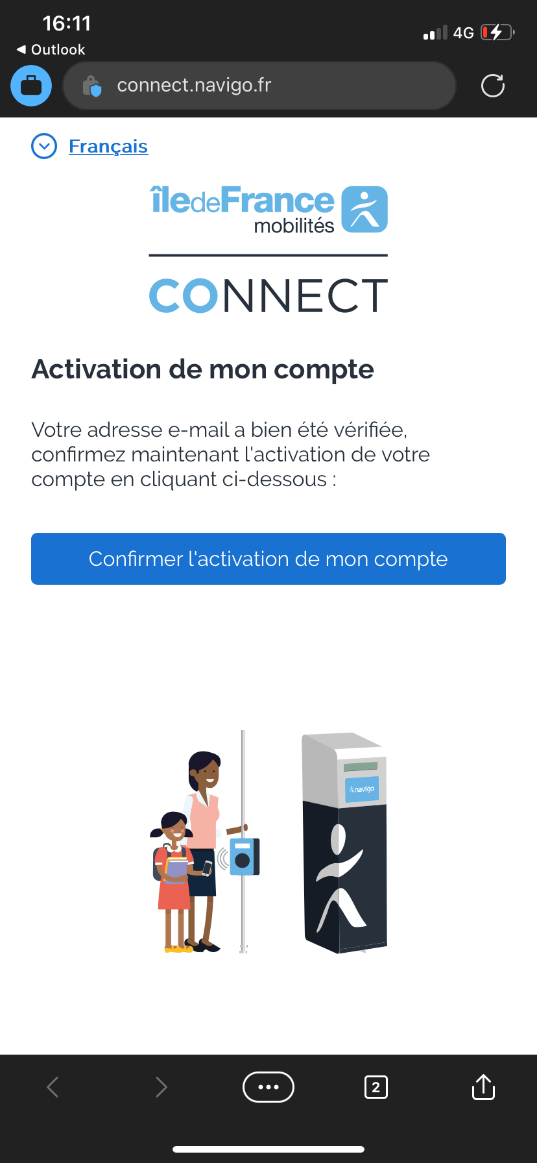 16:11
◀ Outlook
4G
connect.navigo.fr
Français
îledeFrance
mobilités
CONNECT
Activation de mon compte
Votre adresse e-mail a bien été vérifiée,
confirmez maintenant l'activation de votre
compte en cliquant ci-dessous :
Confirmer l'activation de mon compte
navigo
2